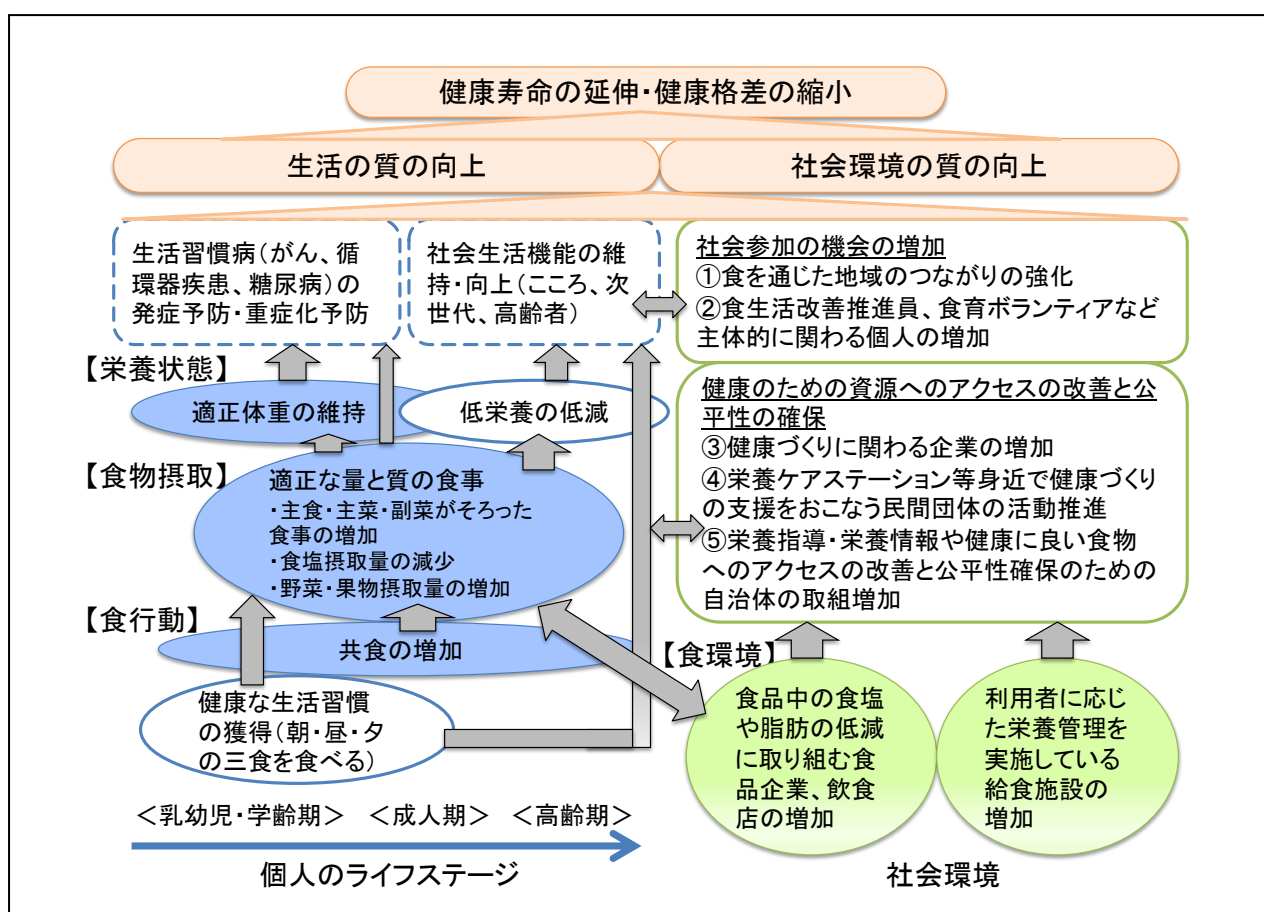 健康寿命の延伸・健康格差の縮小
生活の質の向上
社会環境の質の向上
生活習慣病(がん、循
環器疾患、糖尿病)の
発症予防・重症化予防
社会生活機能の維
持・向上(こころ、次
世代、高齢者)
社会参加の機会の増加
①食を通じた地域のつながりの強化
②食生活改善推進員、食育ボランティアなど
主体的に関わる個人の増加
【栄養状態】
適正体重の維持
低栄養の低減
健康のための資源へのアクセスの改善と公
平性の確保
③健康づくりに関わる企業の増加
④栄養ケアステーション等身近で健康づくり
の支援をおこなう民間団体の活動推進
⑤栄養指導・栄養情報や健康に良い食物
へのアクセスの改善と公平性確保のための
自治体の取組増加
【食物摂取】
適正な量と質の食事
・主食・主菜・副菜がそろった
食事の増加
・食塩摂取量の減少
・野菜・果物摂取量の増加
【食行動】
共食の増加
健康な生活習慣
の獲得(朝・昼・夕
の三食を食べる)
【食環境】
食品中の食塩
や脂肪の低減
に取り組む食
品企業、飲食
店の増加
利用者に応じ
た栄養管理を
実施している
給食施設の
増加
<乳幼児・学齢期> <成人期> <高齢期>
個人のライフステージ
社会環境